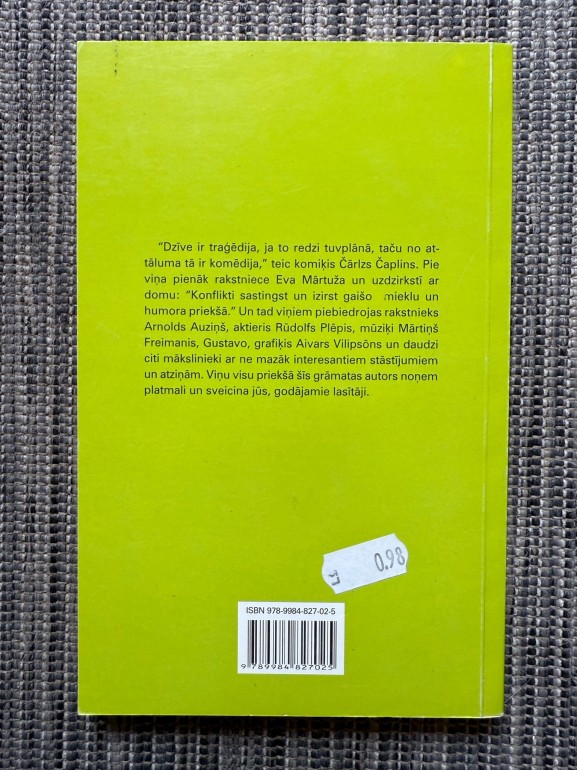 “Dzīve ir traģēdija, ja to redzi tuvplānā, taču no at-
tāluma tā ir komēdija,” teic komiķis Čārlzs Čaplins. Pie
viņa pienāk rakstniece Eva Mārtuža un uzdzirkstī ar
domu: “Konflikti sastingst un izirst gaišo mieklu un
humora priekšā.” Un tad viņiem piebiedrojas rakstnieks
Arnolds Auziņš, aktieris Rūdolfs Plēpis, mūziķi Mārtiņš
Freimanis, Gustavo, grafiķis Aivars Vilipsōns un daudzi
citi mākslinieki ar ne mazāk interesantiem stāstījumiem
un atziņām. Viņu visu priekšā šīs grāmatas autors noņem
platmali un sveicina jūs, godājamie lasītāji.
0.98
ISBN 978-9984-827-02-5
9 789984 827025